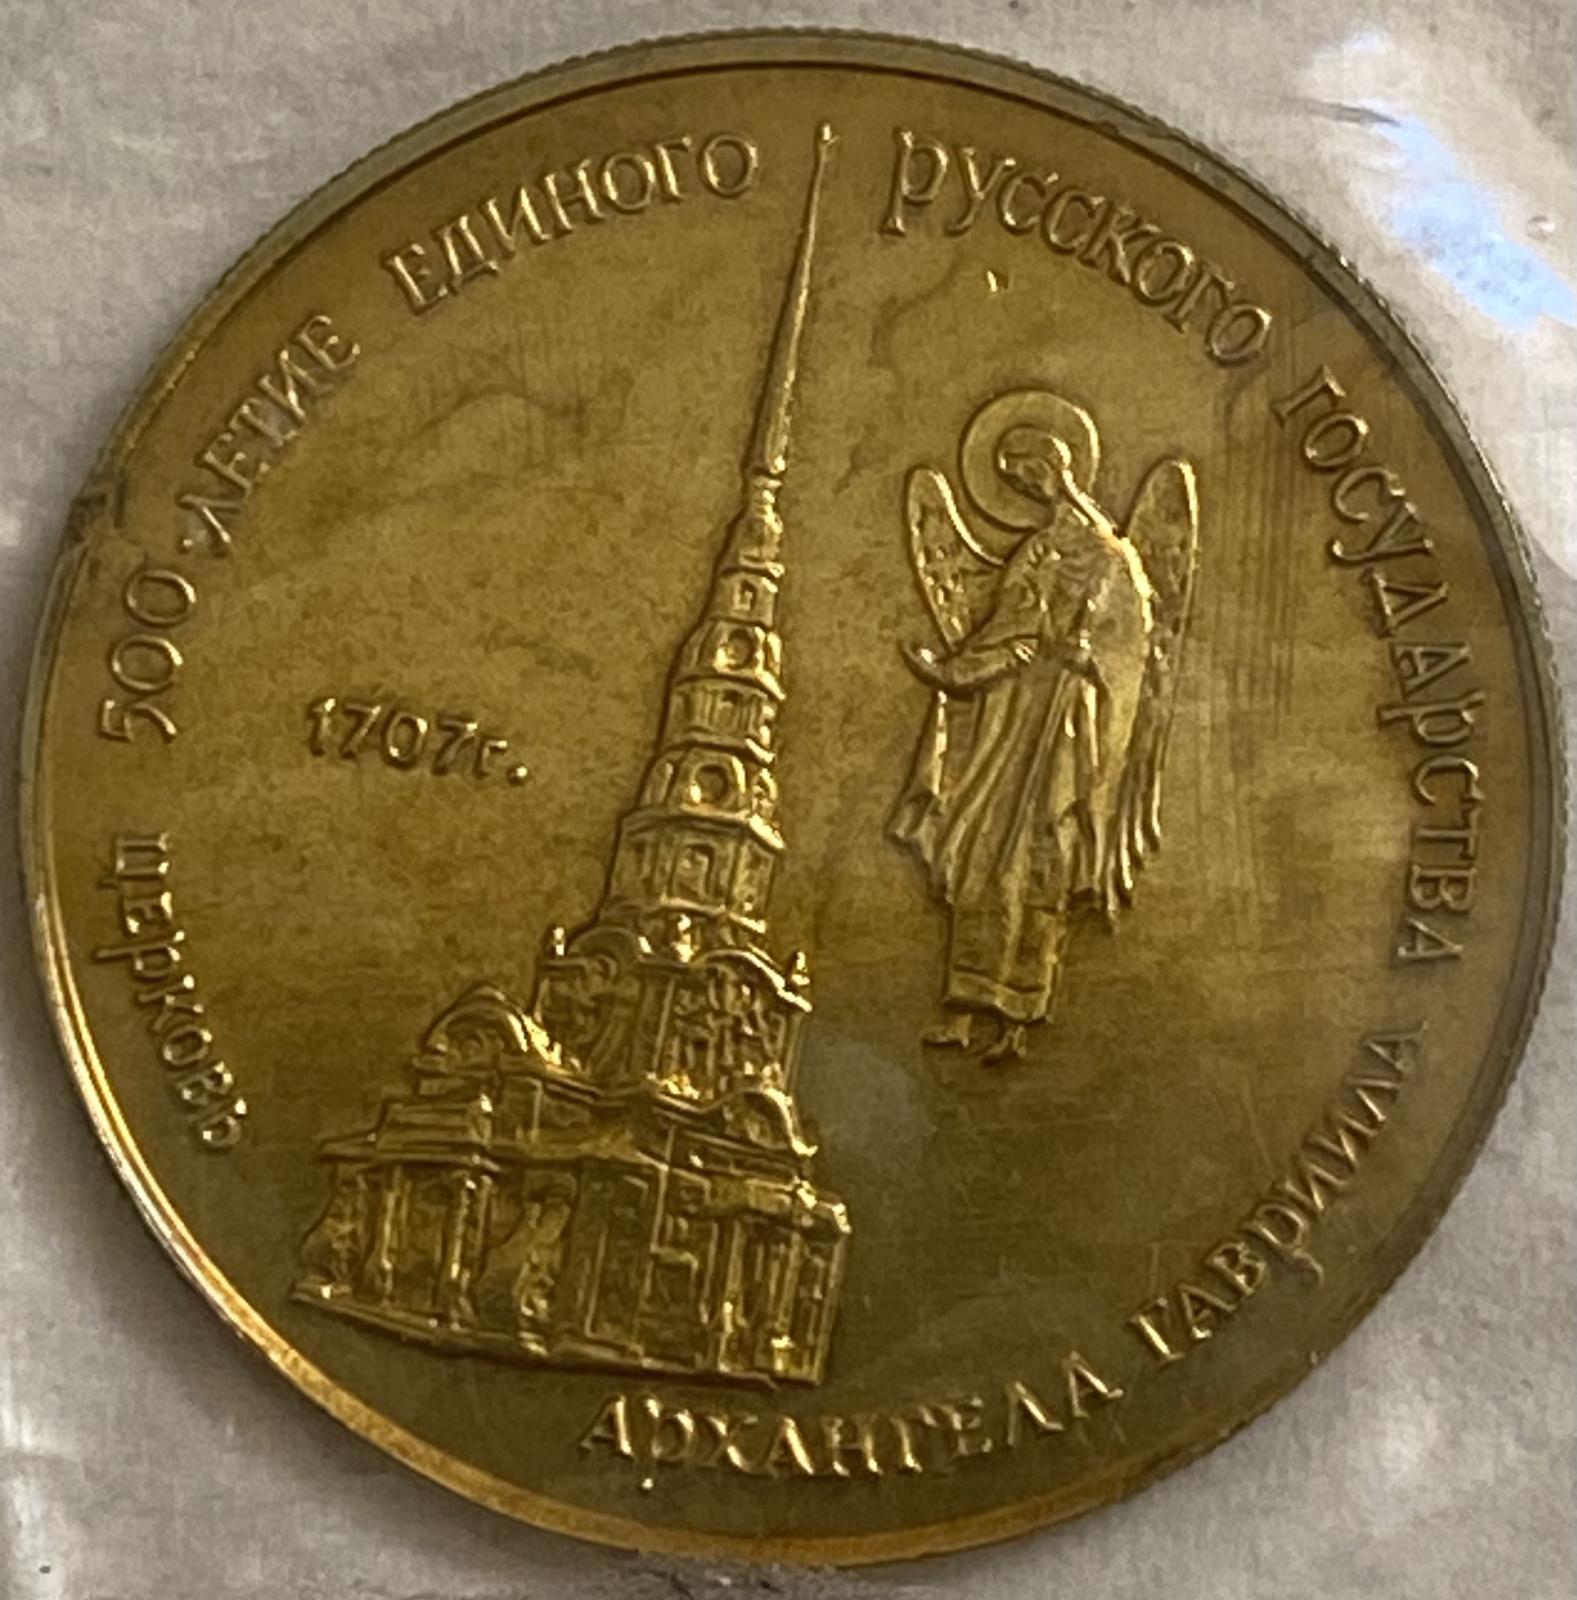 500-ЛЕТИЕ ЕДИНОГО РУССКОГО ГОСУДАРСТВА
1707г.
ЦЕРКОВЬ АРХАНГЕЛА ГАВРИИЛА